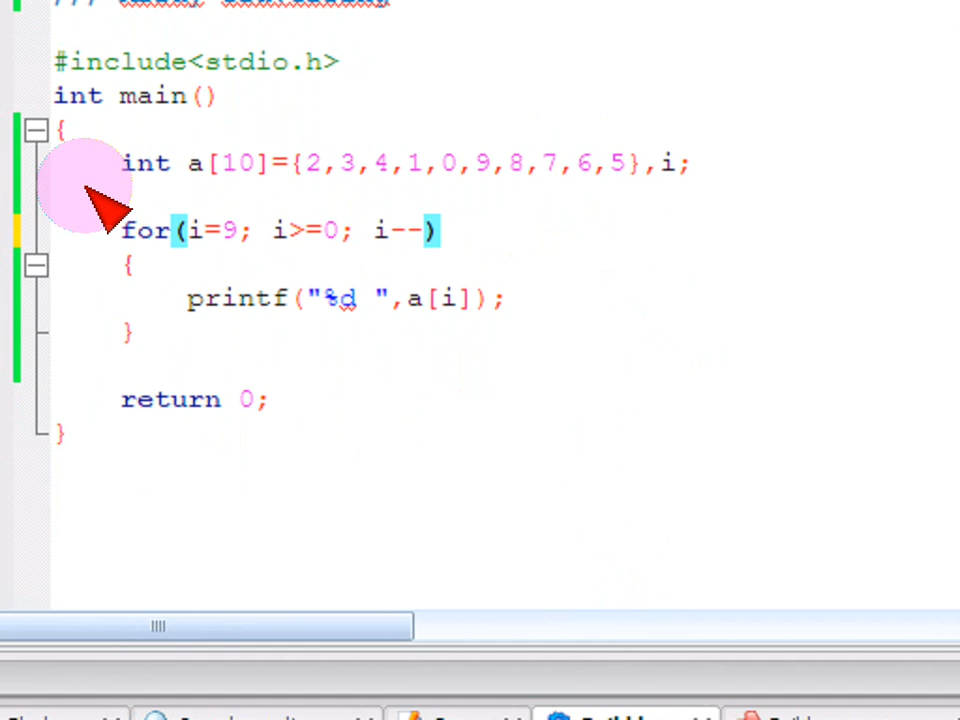 #include<stdio.h>
int main()
{
int a[10]={2,3,4,1,0,9,8,7,6,5},i;
for(i=9; i>=0; i--)
{
printf("%d ",a[i]);
}
return 0;
}